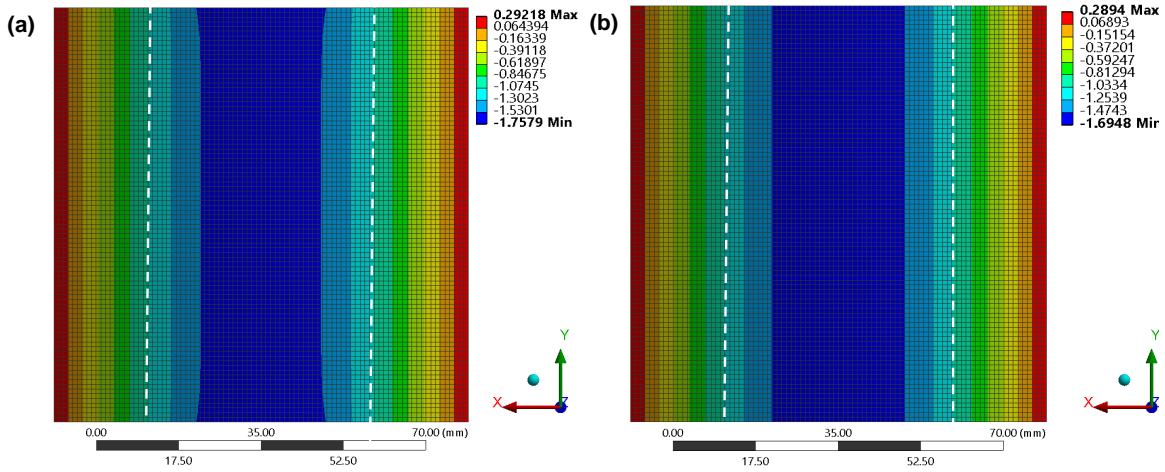 (a)
0.29218 Max
0.064394
-0.16339
-0.39118
-0.61897
-0.84675
-1.0745
-1.3023
-1.5301
-1.7579 Min
Y
X
Z
0.00 35.00 70.00 (mm)
17.50 52.50
(b)
0.2894 Max
0.06893
-0.15154
-0.37201
-0.59247
-0.81294
-1.0334
-1.2539
-1.4743
-1.6948 Min
Y
X
Z
0.00 35.00 70.00 (mm)
17.50 52.50